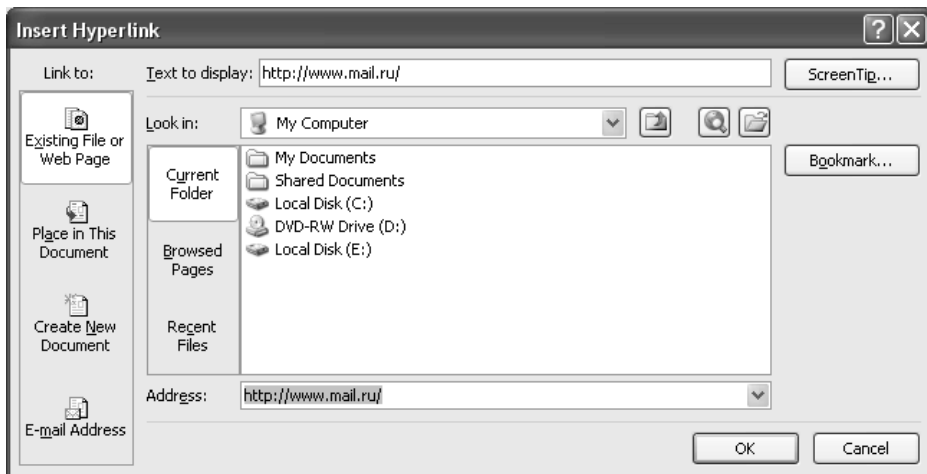 Insert Hyperlink
Link to:
Text to display: http://www.mail.ru/
ScreenTip...
Existing File or
Web Page
Place in This
Document
Create New
Document
E-mail Address
Look in: My Computer
Current
Folder
Browsed
Pages
Recent
Files
My Documents
Shared Documents
Local Disk (C:)
DVD-RW Drive (D:)
Local Disk (E:)
Bookmark...
Address: http://www.mail.ru/
OK Cancel